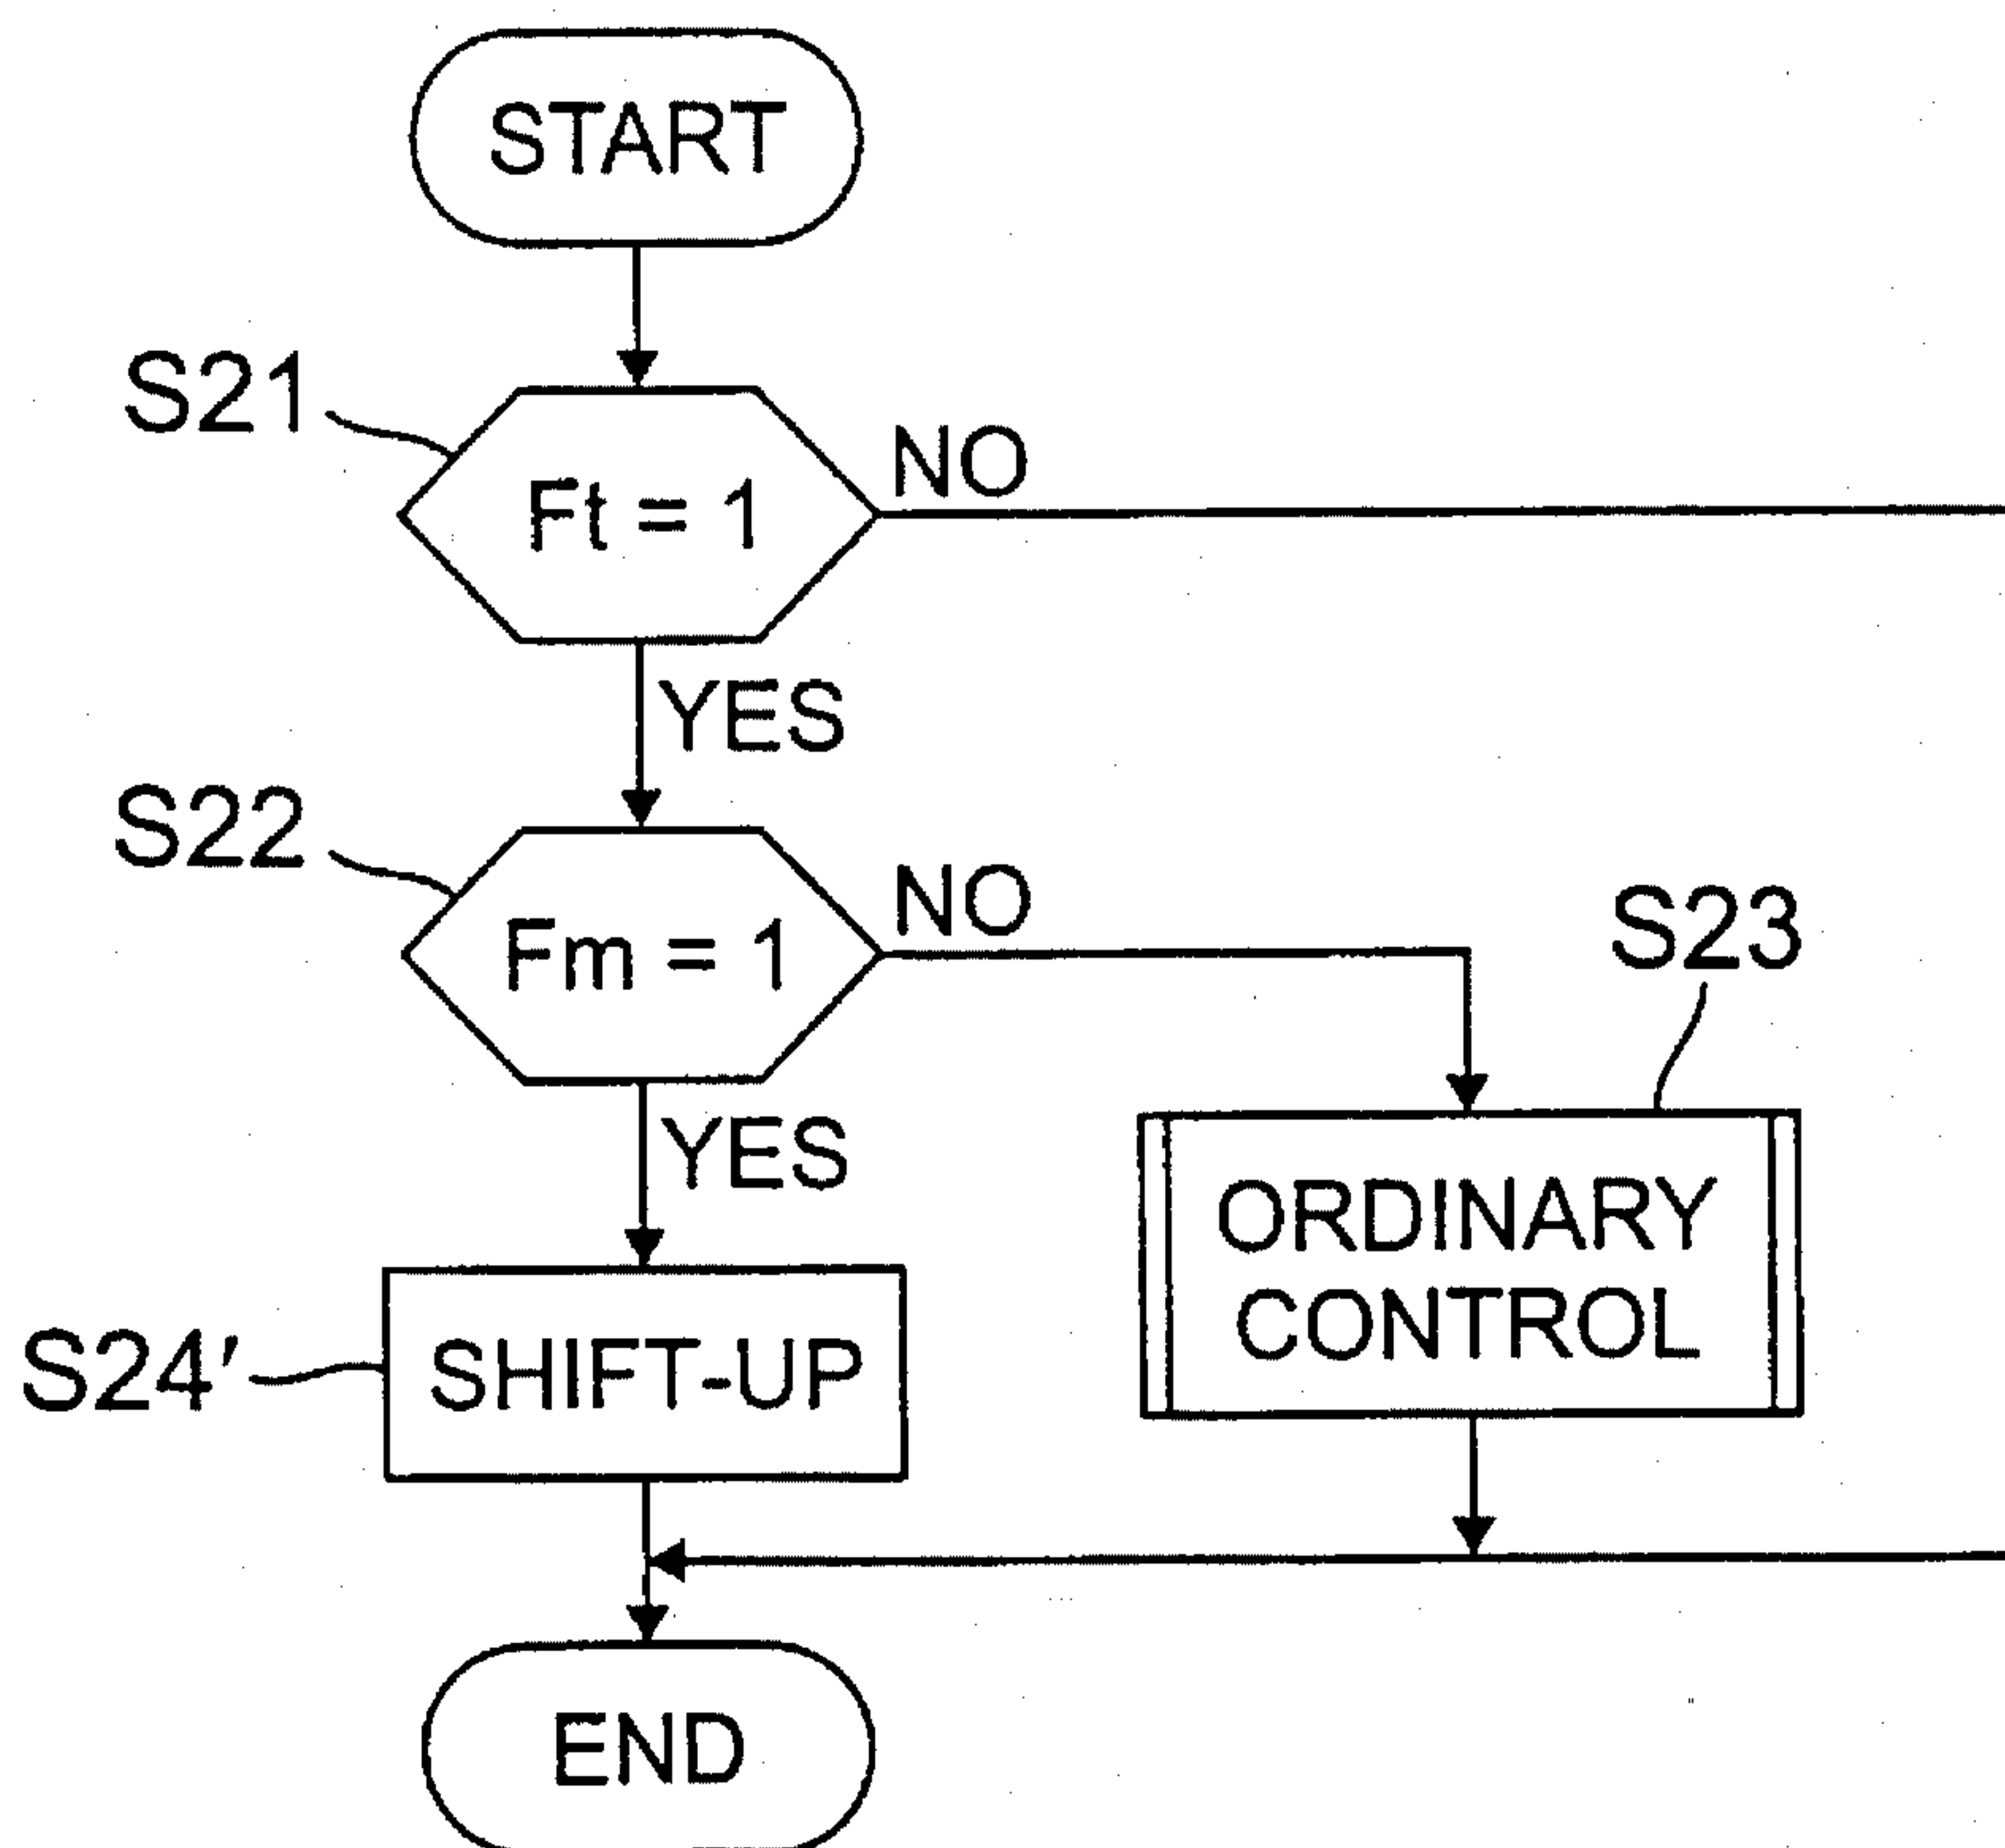 START
S21
Ft = 1
NO
YES
S22
Fm = 1
NO
S23
YES
ORDINARY
CONTROL
S24'
SHIFT-UP
END